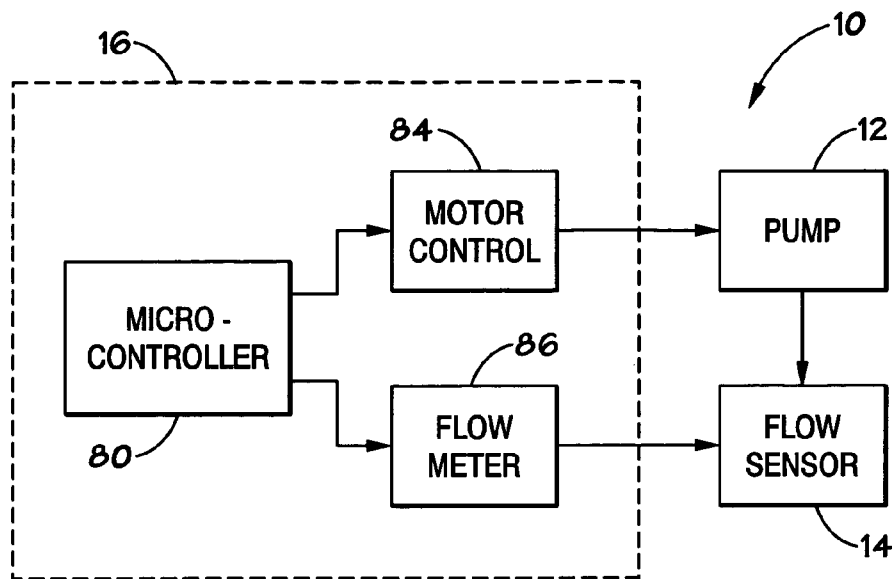 16
10
84
12
MOTOR
CONTROL
PUMP
MICRO -
CONTROLLER
80
86
FLOW
METER
FLOW
SENSOR
14